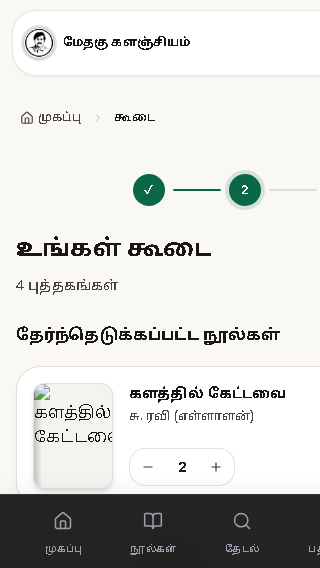 மேதகு களஞ்சியம்
முகப்பு > கூடை
✓ 2
உங்கள் கூடை
4 புத்தகங்கள்
தேர்ந்தெடுக்கப்பட்ட நூல்கள்
களத்தில் கேட்டவை
சு. ரவி (எள்ளாளன்)
களத்தில்
கேட்டவை
− 2 +
முகப்பு நூல்கள் தேடல்